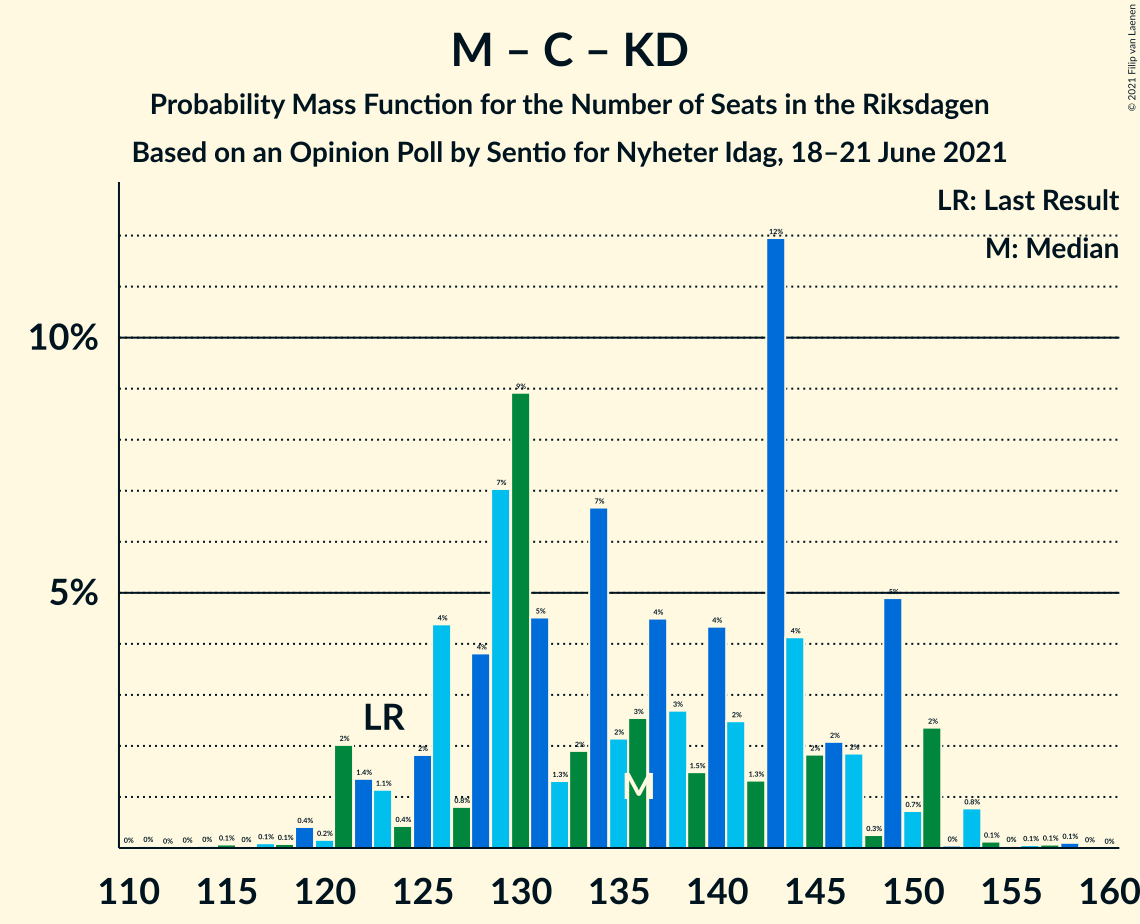 M – C – KD
Probability Mass Function for the Number of Seats in the Riksdagen
Based on an Opinion Poll by Sentio for Nyheter Idag, 18–21 June 2021
© 2021 Filip van Laenen
LR: Last Result
M: Median
10%
5%
LR
M
0% 0% 0% 0% 0% 0.1% 0% 0.1% 0.1% 0.4% 0.2% 2% 1.4% 1.1% 0.4% 2% 4% 0.8% 4% 7% 9% 5% 1.3% 2% 7% 2% 3% 4% 3% 1.5% 4% 2% 1.3% 12% 4% 2% 2% 2% 0.3% 5% 0.7% 2% 0% 0.8% 0.1% 0% 0.1% 0.1% 0.1% 0% 0%
110 115 120 125 130 135 140 145 150 155 160